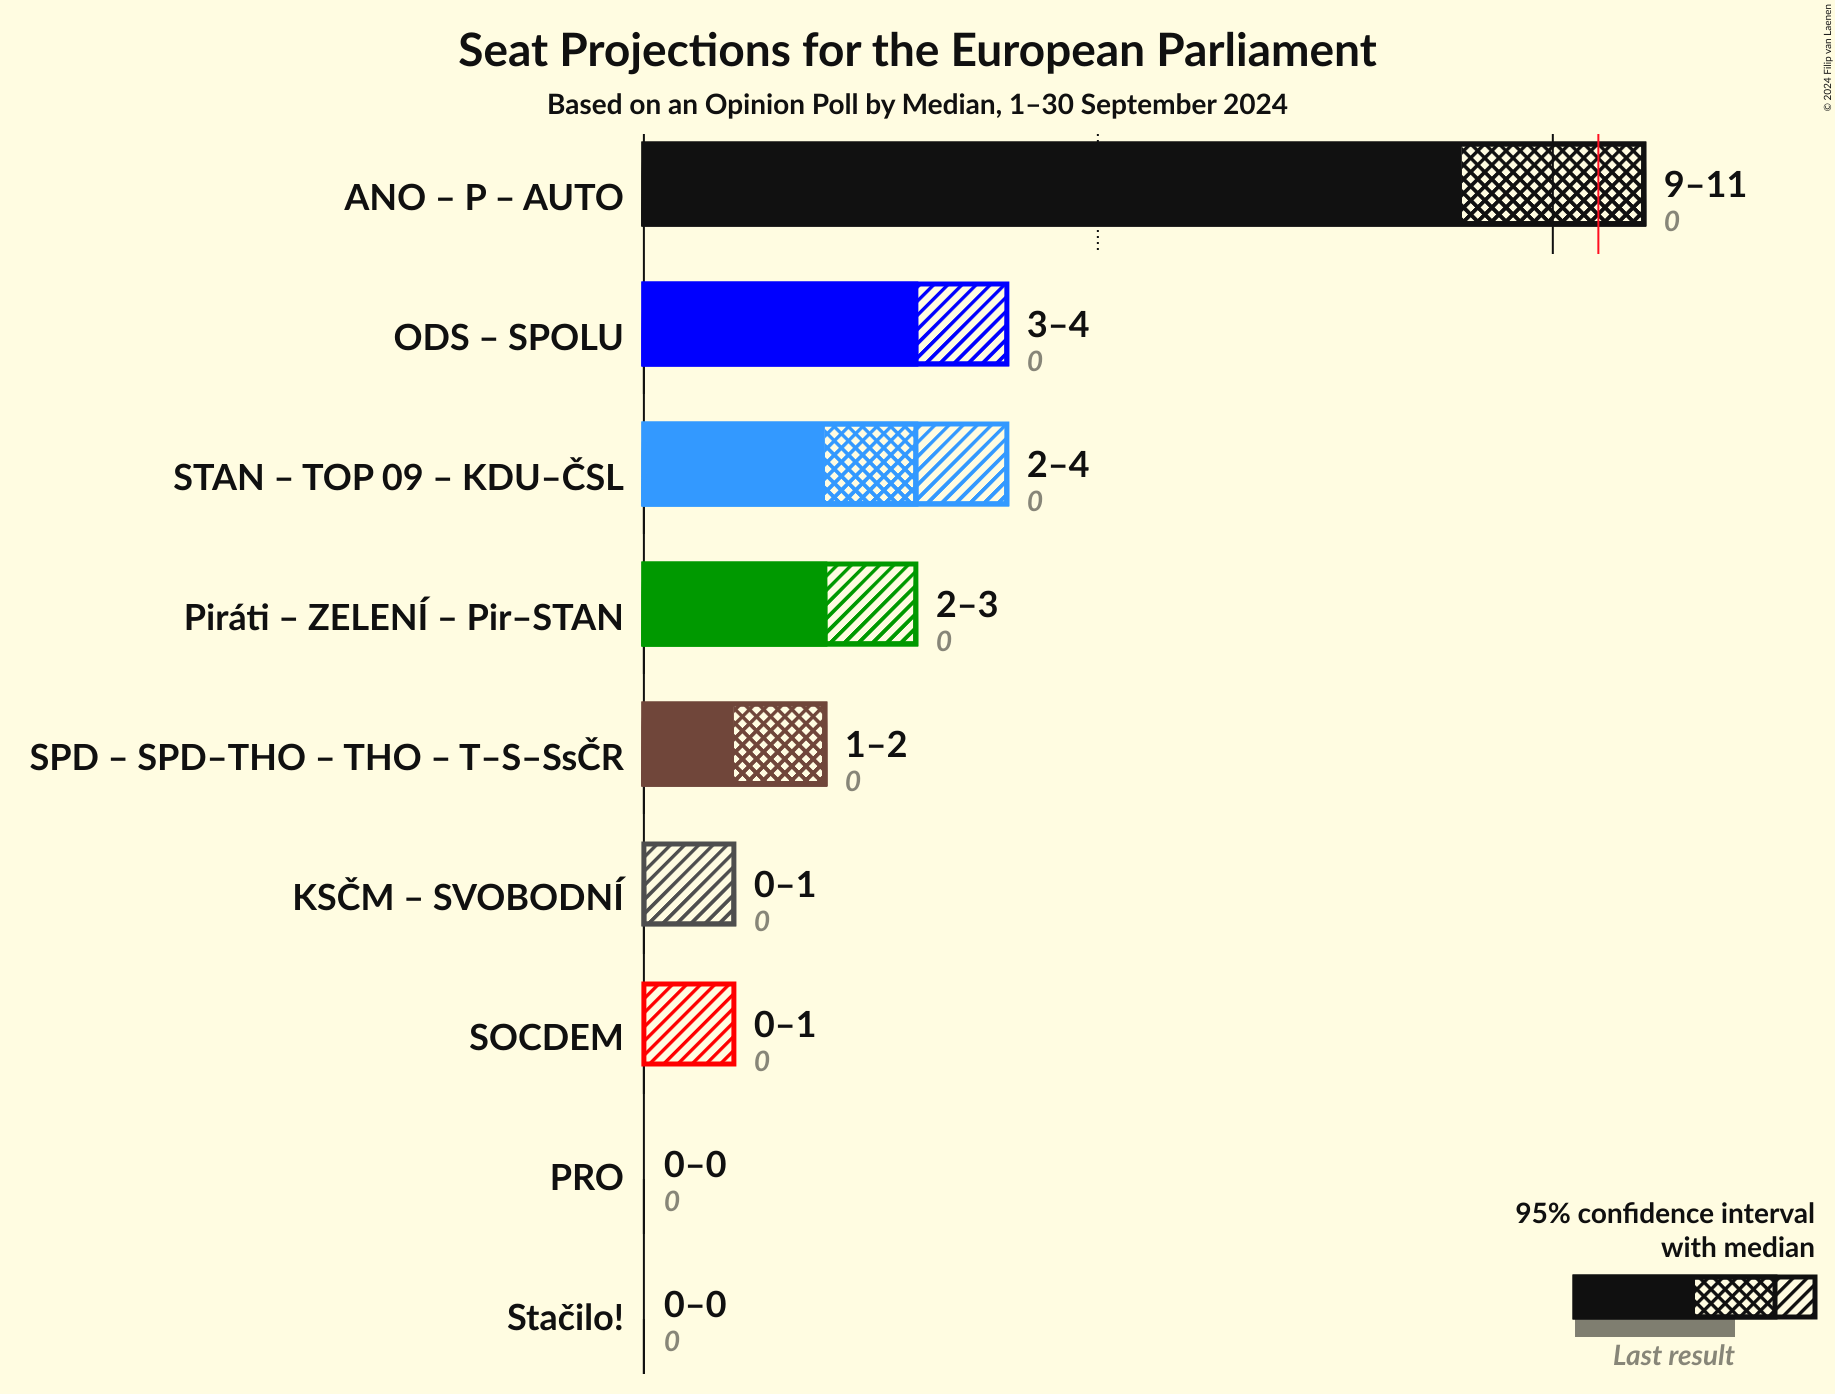 Seat Projections for the European Parliament
Based on an Opinion Poll by Median, 1–30 September 2024
© 2024 Filip van Laenen
ANO – P – AUTO
9–11
0
ODS – SPOLU
3–4
0
STAN – TOP 09 – KDU–ČSL
2–4
0
Piráti – ZELENÍ – Pir–STAN
2–3
0
SPD – SPD–THO – THO – T–S–SsČR
1–2
0
KSČM – SVOBODNÍ
0–1
0
SOCDEM
0–1
0
PRO
0–0
0
Stačilo!
0–0
0
95% confidence interval
with median
Last result